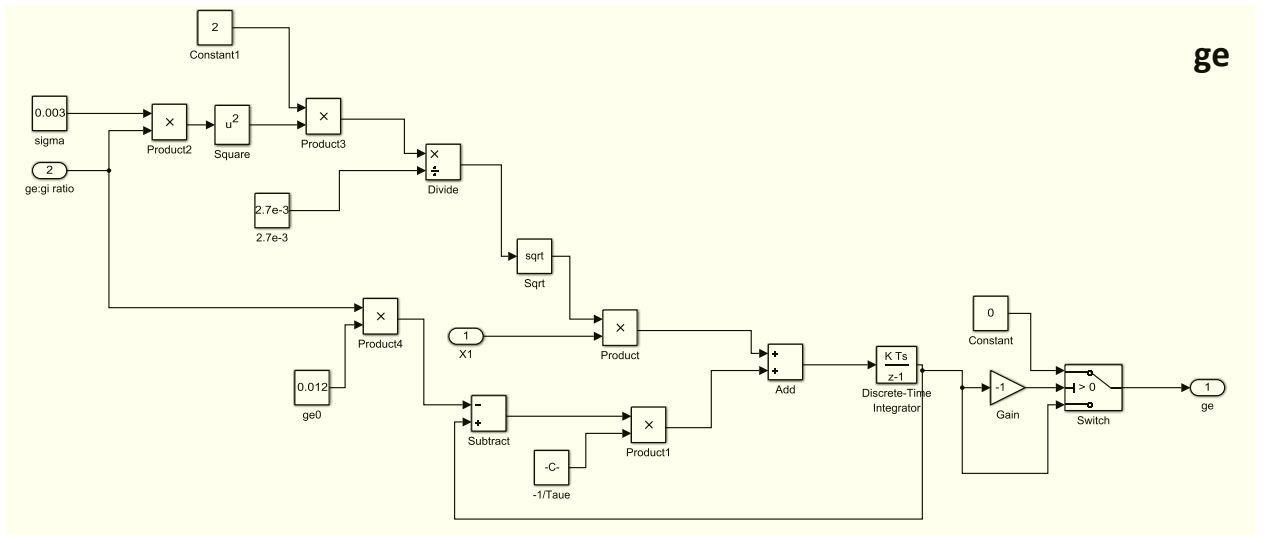 ge
2
Constant1
0.003
sigma
×
Product2
u2
Square
×
Product3
×
÷
Divide
2
ge:gi ratio
2.7e-3
2.7e-3
sqrt
Sqrt
×
Product4
0.012
ge0
1
X1
×
Product
-
+
Subtract
×
Product1
-C-
-1/Taue
+
+
Add
K Ts
z-1
Discrete-Time
Integrator
0
Constant
-1
Gain
> 0
Switch
1
ge